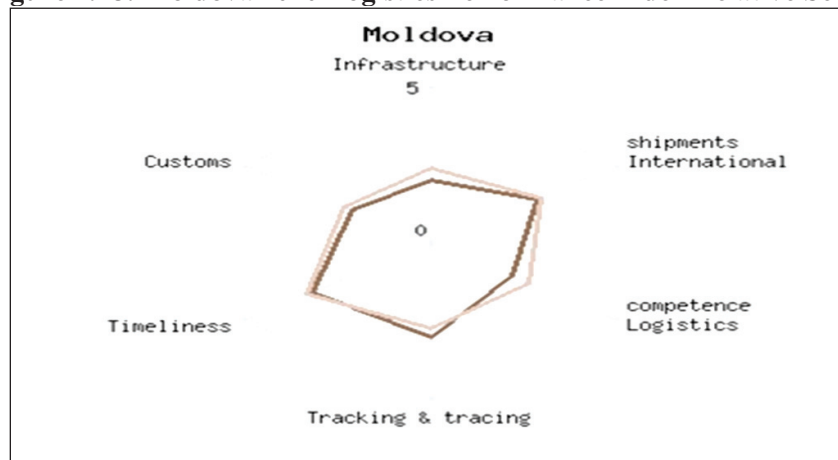 Moldova
Infrastructure
5
shipments
International
Customs
0
competence
Logistics
Timeliness
Tracking & tracing